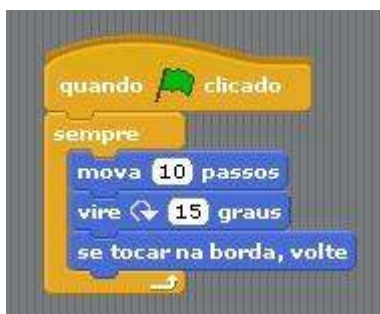 quando clicado
sempre
mova 10 passos
vire 15 graus
se tocar na borda, volte